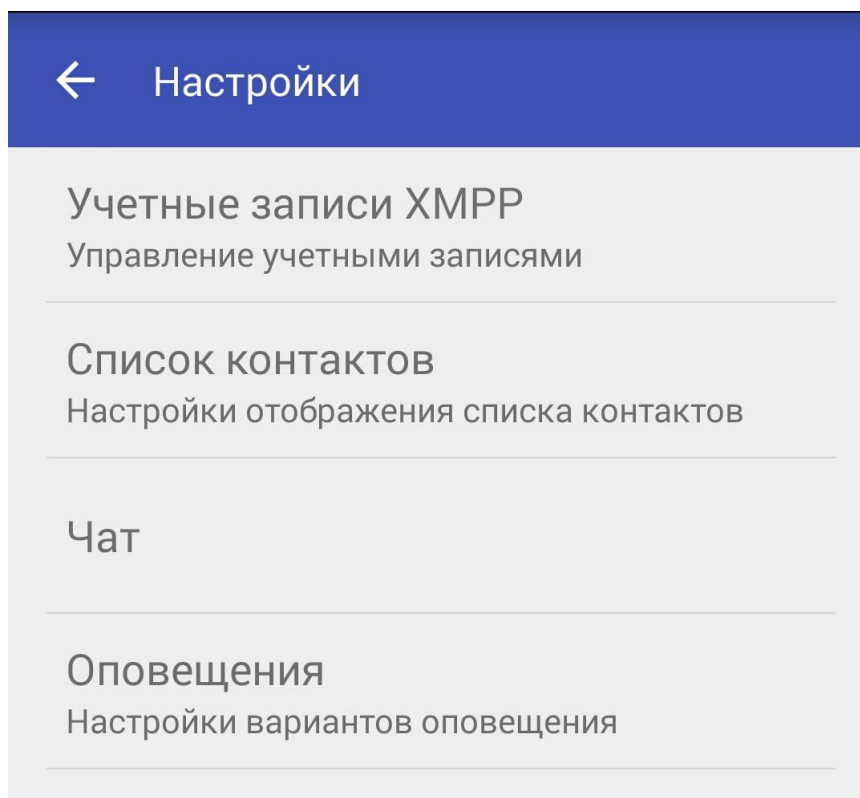 Настройки
Учетные записи XMPP
Управление учетными записями
Список контактов
Настройки отображения списка контактов
Чат
Оповещения
Настройки вариантов оповещения